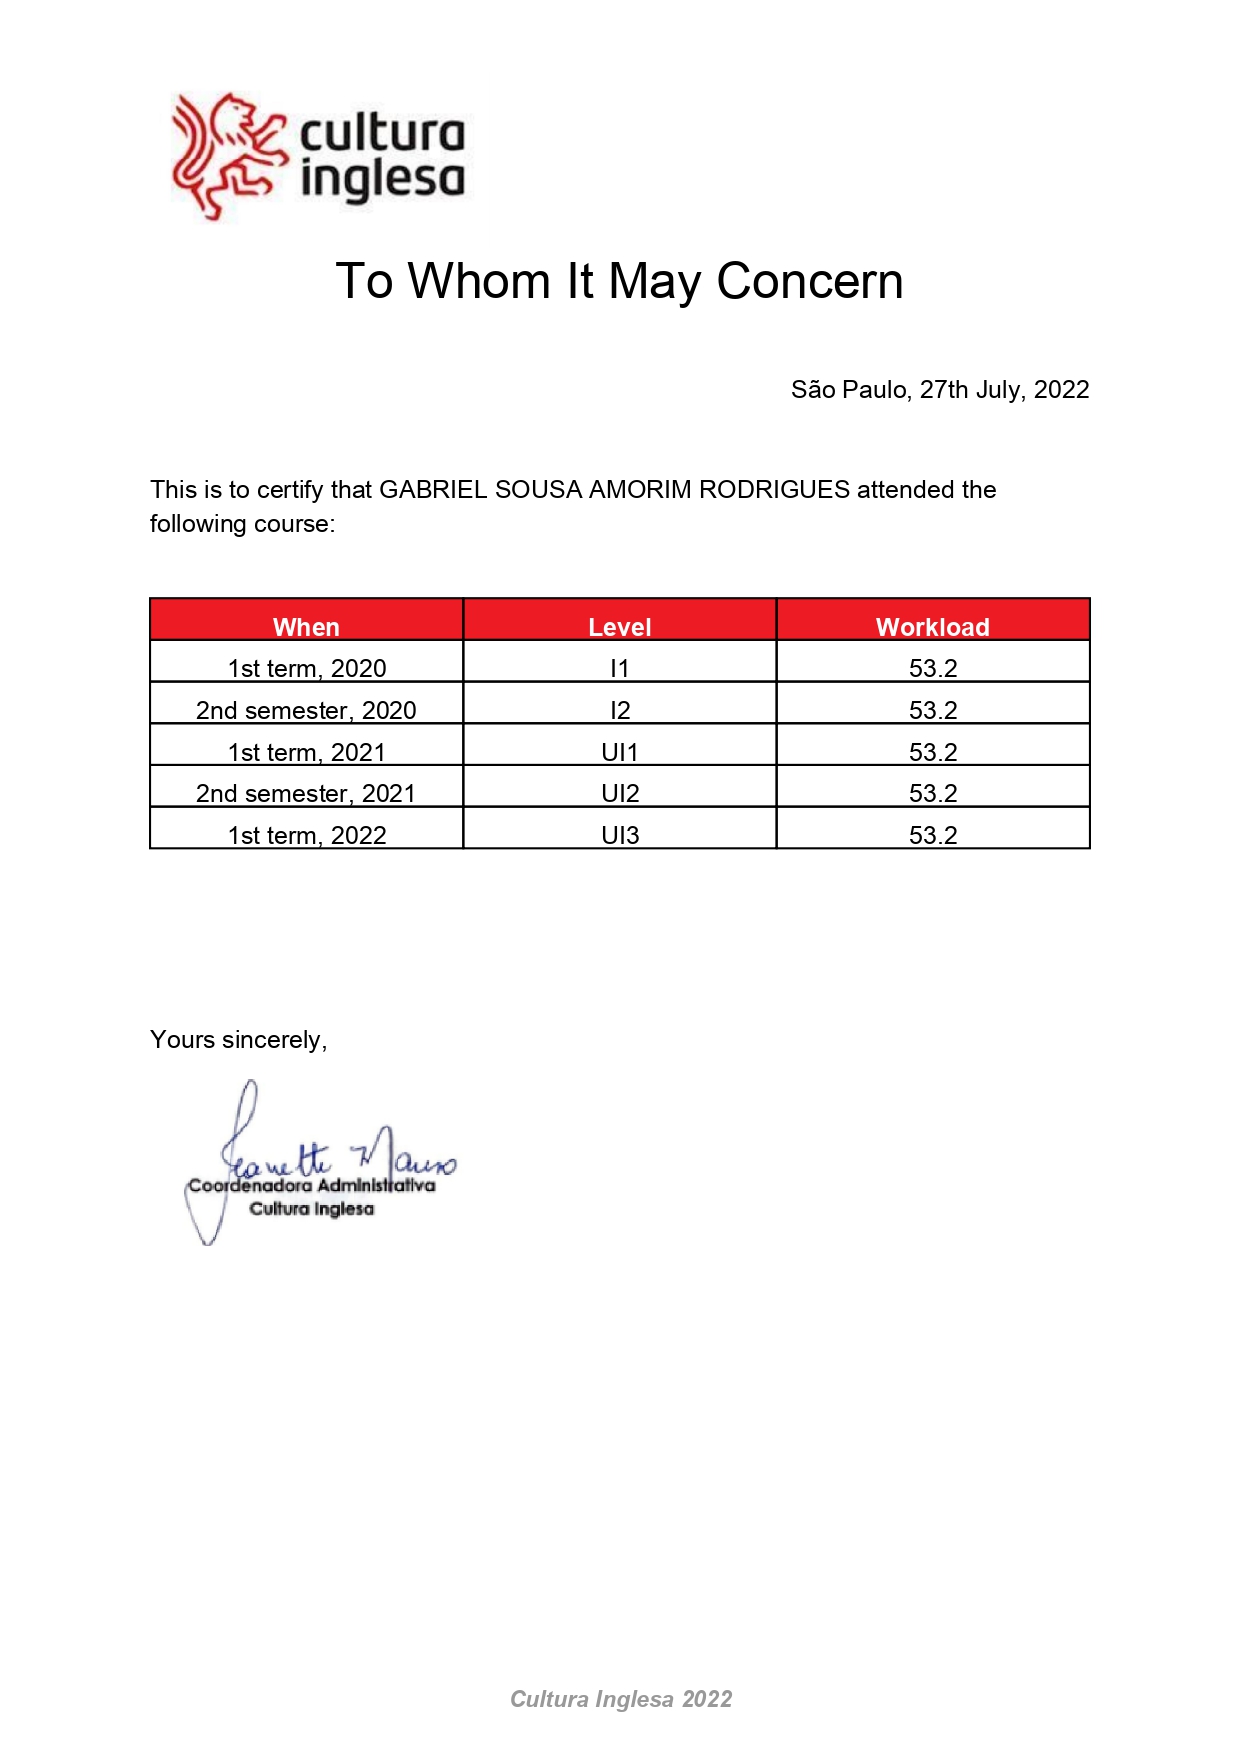 cultura
inglesa
To Whom It May Concern
São Paulo, 27th July, 2022
This is to certify that GABRIEL SOUSA AMORIM RODRIGUES attended the
following course:
When Level Workload
1st term, 2020 I1 53.2
2nd semester, 2020 I2 53.2
1st term, 2021 UI1 53.2
2nd semester, 2021 UI2 53.2
1st term, 2022 UI3 53.2
Yours sincerely,
Jeanette Mauro
Coordenadora Administrativa
Cultura Inglesa
Cultura Inglesa 2022